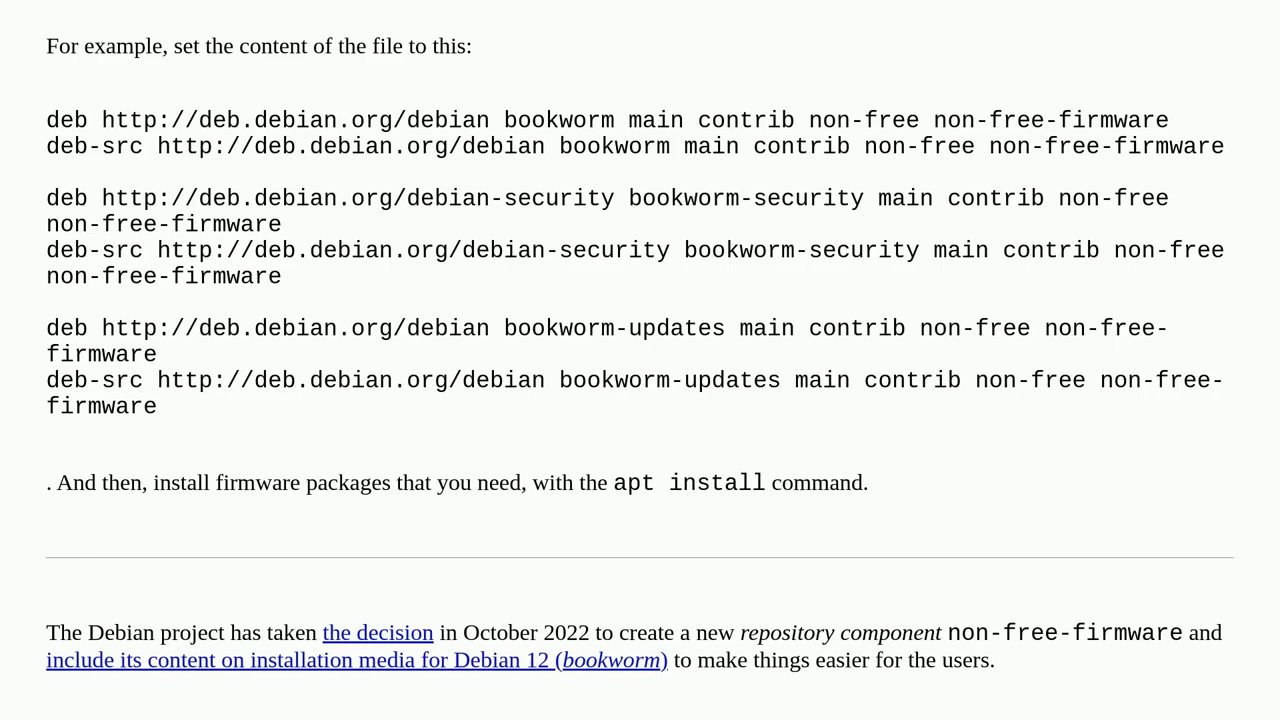 For example, set the content of the file to this:
deb http://deb.debian.org/debian bookworm main contrib non-free non-free-firmware
deb-src http://deb.debian.org/debian bookworm main contrib non-free non-free-firmware
deb http://deb.debian.org/debian-security bookworm-security main contrib non-free
non-free-firmware
deb-src http://deb.debian.org/debian-security bookworm-security main contrib non-free
non-free-firmware
deb http://deb.debian.org/debian bookworm-updates main contrib non-free non-free-
firmware
deb-src http://deb.debian.org/debian bookworm-updates main contrib non-free non-free-
firmware
. And then, install firmware packages that you need, with the apt install command.
The Debian project has taken the decision in October 2022 to create a new repository component non-free-firmware and
include its content on installation media for Debian 12 (bookworm) to make things easier for the users.